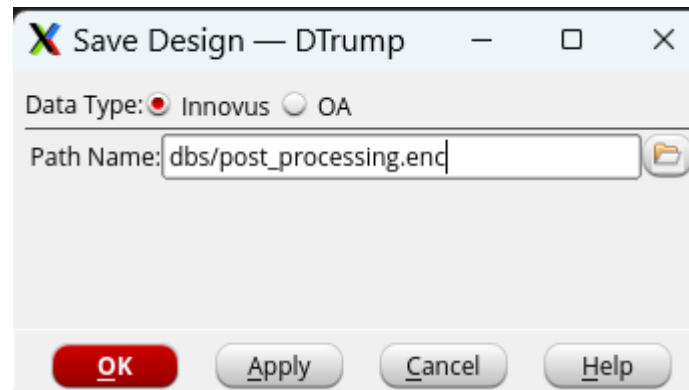 Save Design — DTrump
Data Type: Innovus OA
Path Name: dbs/post_processing.enc
OK Apply Cancel Help